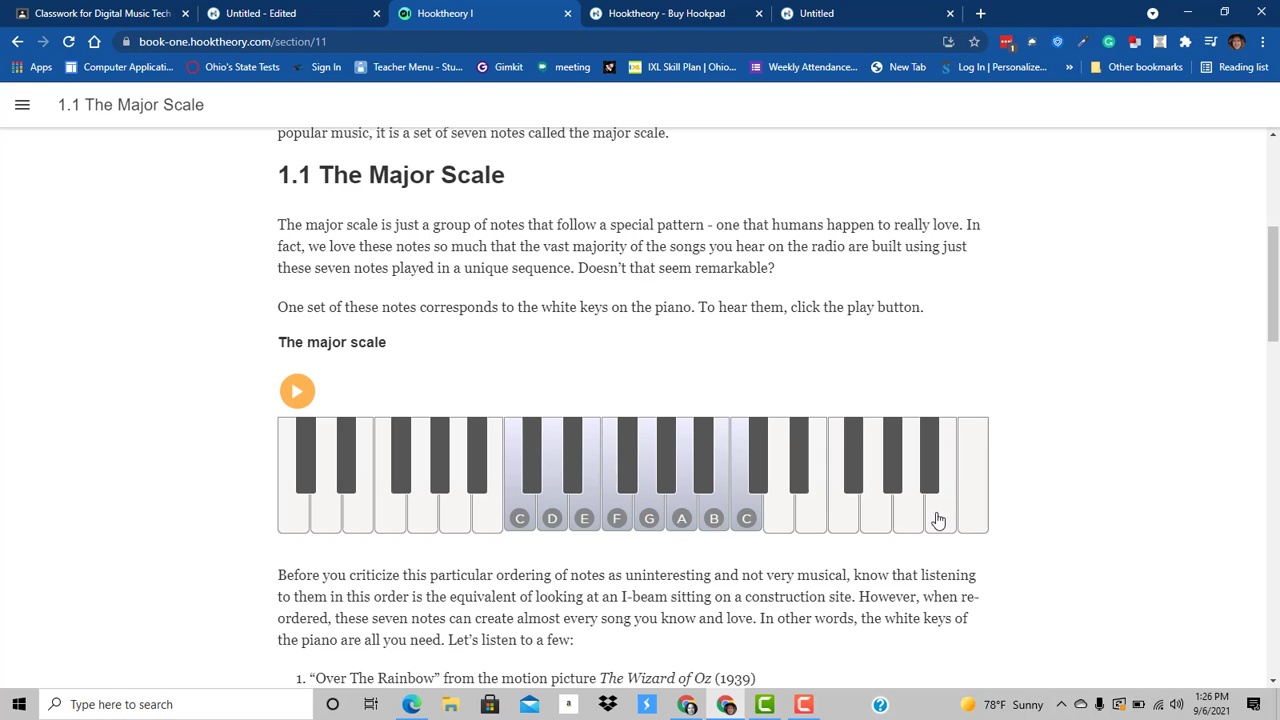 Classwork for Digital Music Tech
Untitled - Edited
Hooktheory I
Hooktheory - Buy Hookpad
Untitled
book-one.hooktheory.com/section/11
Apps
Computer Applicati...
Ohio's State Tests
Sign In
Teacher Menu - Stu...
Gimkit
meeting
IXL Skill Plan | Ohio...
Weekly Attendance...
New Tab
Log In | Personalize...
»
Other bookmarks
Reading list
1.1 The Major Scale
popular music, it is a set of seven notes called the major scale.
1.1 The Major Scale
The major scale is just a group of notes that follow a special pattern - one that humans happen to really love. In
fact, we love these notes so much that the vast majority of the songs you hear on the radio are built using just
these seven notes played in a unique sequence. Doesn't that seem remarkable?
One set of these notes corresponds to the white keys on the piano. To hear them, click the play button.
The major scale
C D E F G A B C
Before you criticize this particular ordering of notes as uninteresting and not very musical, know that listening
to them in this order is the equivalent of looking at an I-beam sitting on a construction site. However, when re-
ordered, these seven notes can create almost every song you know and love. In other words, the white keys of
the piano are all you need. Let's listen to a few:
1. "Over The Rainbow" from the motion picture The Wizard of Oz (1939)
Type here to search
78°F Sunny
1:26 PM
9/6/2021